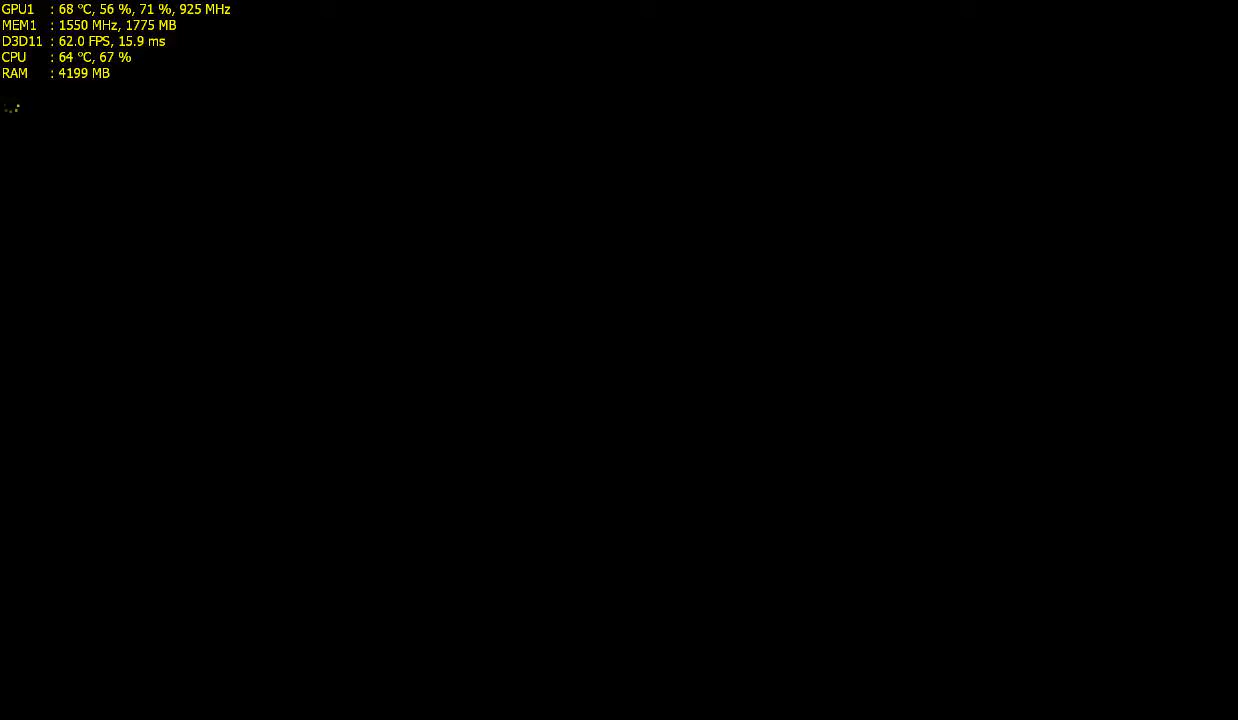 GPU1 : 68 °C, 56 %, 71 %, 925 MHz
MEM1 : 1550 MHz, 1775 MB
D3D11 : 62.0 FPS, 15.9 ms
CPU : 64 °C, 67 %
RAM : 4199 MB